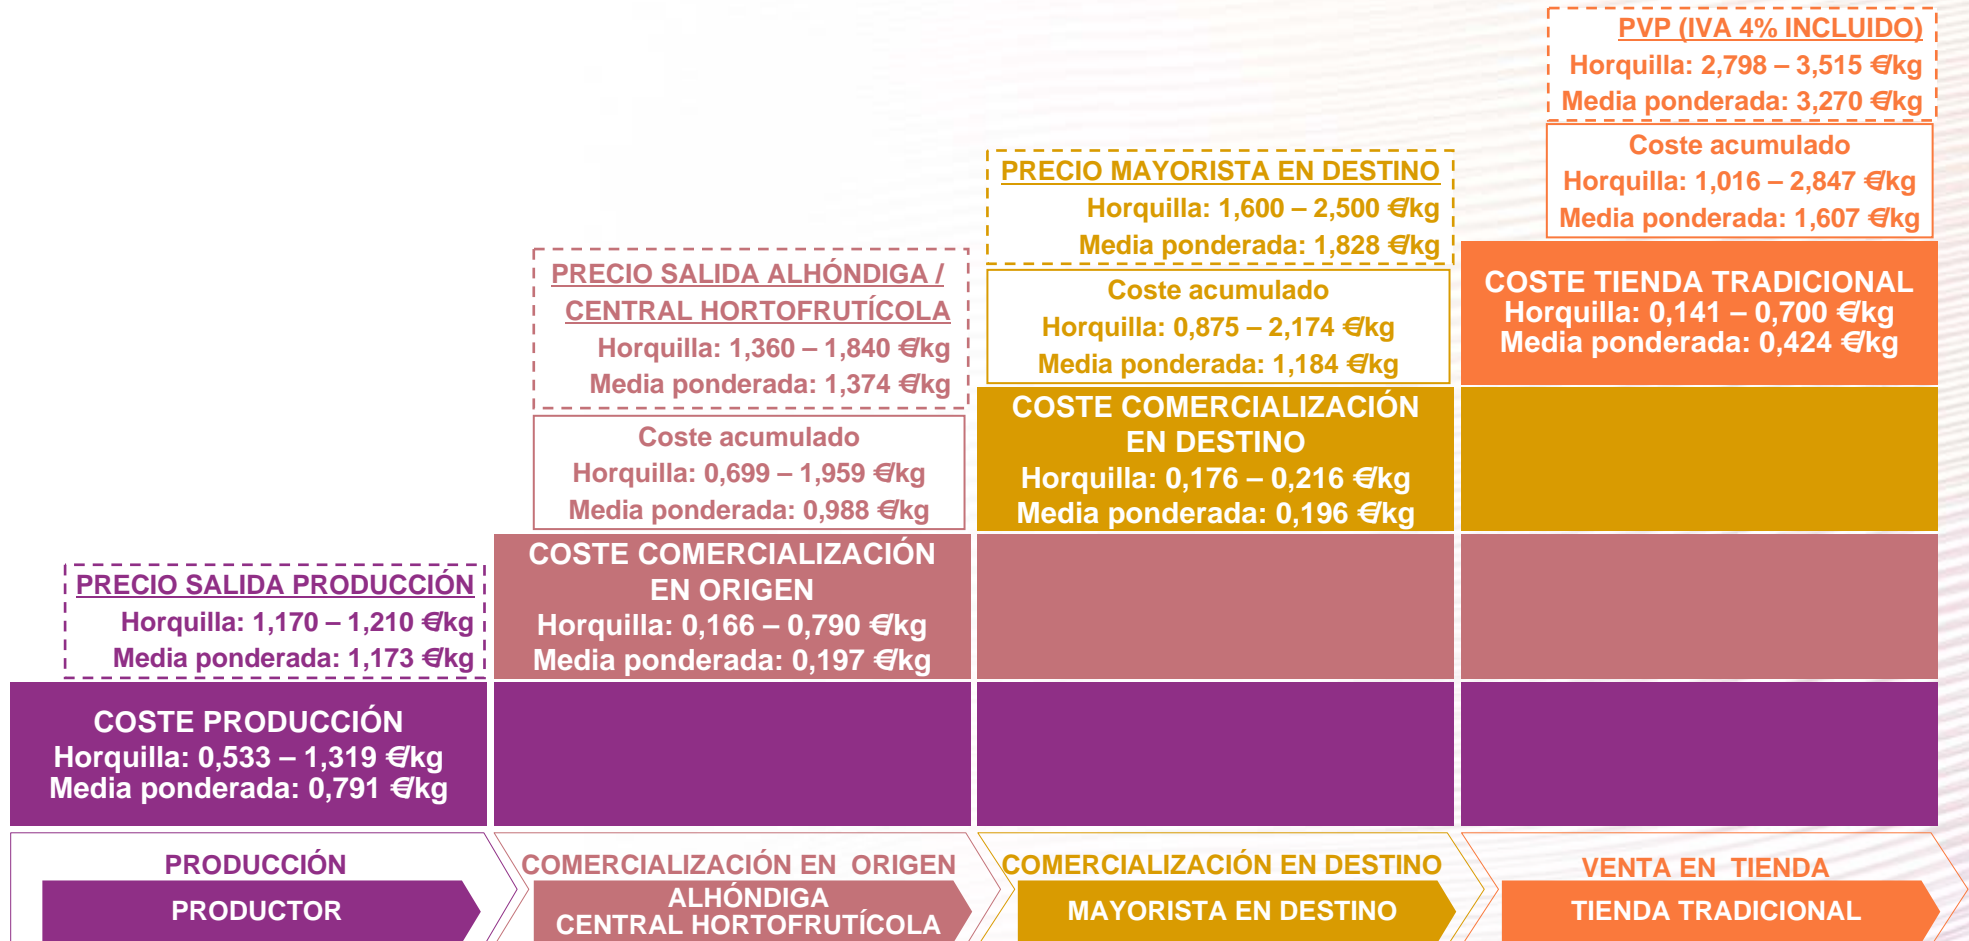 PVP (IVA 4% INCLUIDO)
Horquilla: 2,798 – 3,515 €/kg
Media ponderada: 3,270 €/kg
Coste acumulado
Horquilla: 1,016 – 2,847 €/kg
Media ponderada: 1,607 €/kg
COSTE TIENDA TRADICIONAL
Horquilla: 0,141 – 0,700 €/kg
Media ponderada: 0,424 €/kg
PRECIO MAYORISTA EN DESTINO
Horquilla: 1,600 – 2,500 €/kg
Media ponderada: 1,828 €/kg
Coste acumulado
Horquilla: 0,875 – 2,174 €/kg
Media ponderada: 1,184 €/kg
COSTE COMERCIALIZACIÓN
EN DESTINO
Horquilla: 0,176 – 0,216 €/kg
Media ponderada: 0,196 €/kg
PRECIO SALIDA ALHÓNDIGA /
CENTRAL HORTOFRUTÍCOLA
Horquilla: 1,360 – 1,840 €/kg
Media ponderada: 1,374 €/kg
Coste acumulado
Horquilla: 0,699 – 1,959 €/kg
Media ponderada: 0,988 €/kg
COSTE COMERCIALIZACIÓN
EN ORIGEN
Horquilla: 0,166 – 0,790 €/kg
Media ponderada: 0,197 €/kg
PRECIO SALIDA PRODUCCIÓN
Horquilla: 1,170 – 1,210 €/kg
Media ponderada: 1,173 €/kg
COSTE PRODUCCIÓN
Horquilla: 0,533 – 1,319 €/kg
Media ponderada: 0,791 €/kg
PRODUCCIÓN
PRODUCTOR
COMERCIALIZACIÓN EN ORIGEN
ALHÓNDIGA
CENTRAL HORTOFRUTÍCOLA
COMERCIALIZACIÓN EN DESTINO
MAYORISTA EN DESTINO
VENTA EN TIENDA
TIENDA TRADICIONAL